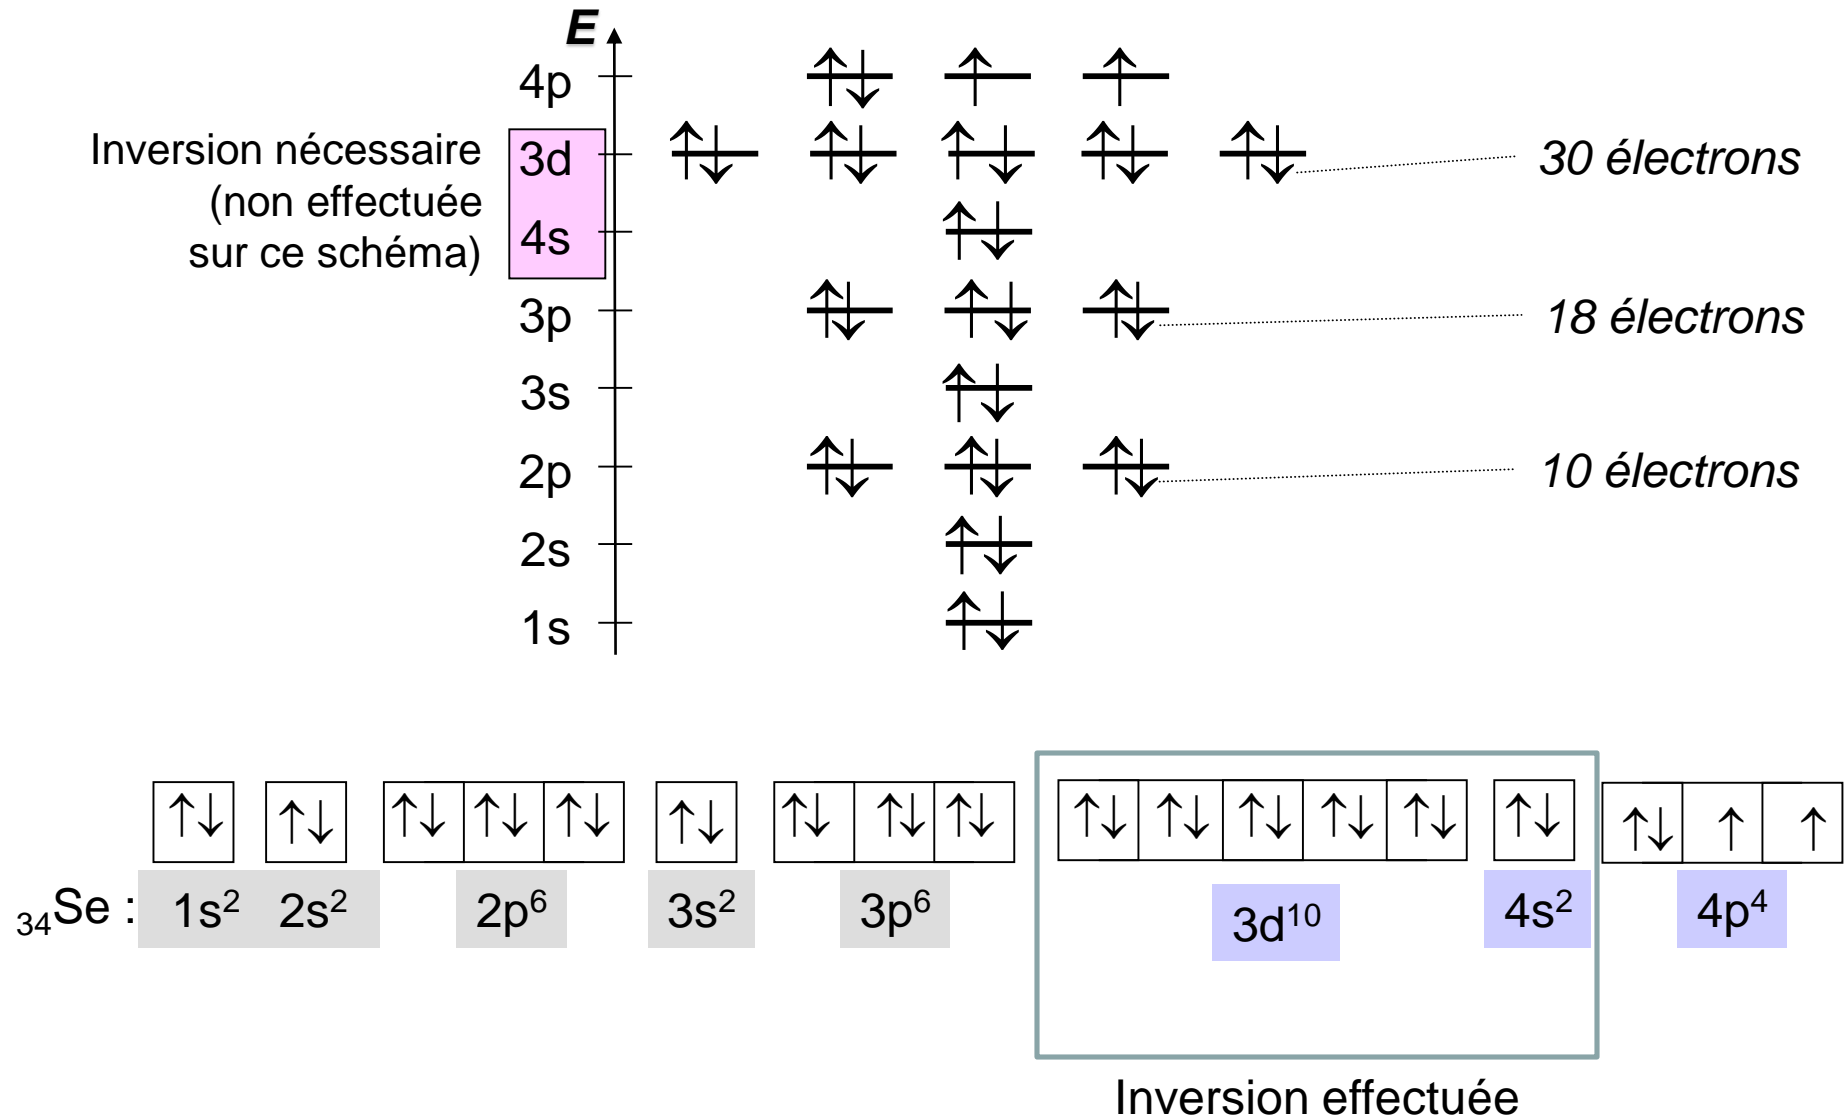 E
4p
Inversion nécessaire
(non effectuée
sur ce schéma)
3d
30 électrons
4s
3p
18 électrons
3s
2p
10 électrons
2s
1s
₃₄Se : 1s² 2s² 2p⁶ 3s² 3p⁶ 3d¹⁰ 4s² 4p⁴
Inversion effectuée